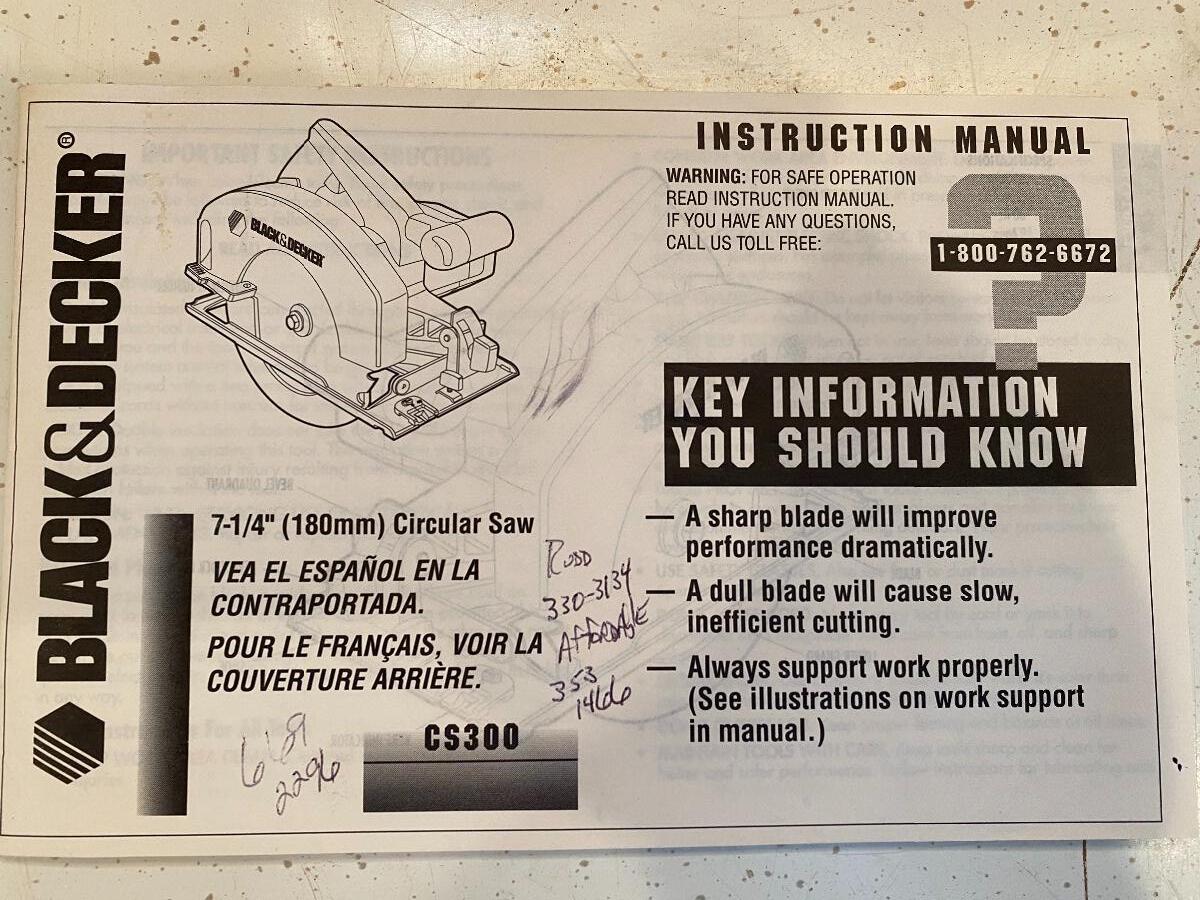 BLACK&DECKER®
BLACK&DECKER
INSTRUCTION MANUAL
WARNING: FOR SAFE OPERATION
READ INSTRUCTION MANUAL.
IF YOU HAVE ANY QUESTIONS,
CALL US TOLL FREE:
1-800-762-6672
?
KEY INFORMATION
YOU SHOULD KNOW
7-1/4" (180mm) Circular Saw
VEA EL ESPAÑOL EN LA
CONTRAPORTADA.
POUR LE FRANÇAIS, VOIR LA
COUVERTURE ARRIÈRE.
330-3134
AFFORDABLE
353
1466
— A sharp blade will improve
performance dramatically.
— A dull blade will cause slow,
inefficient cutting.
— Always support work properly.
(See illustrations on work support
in manual.)
CS300
689
2296